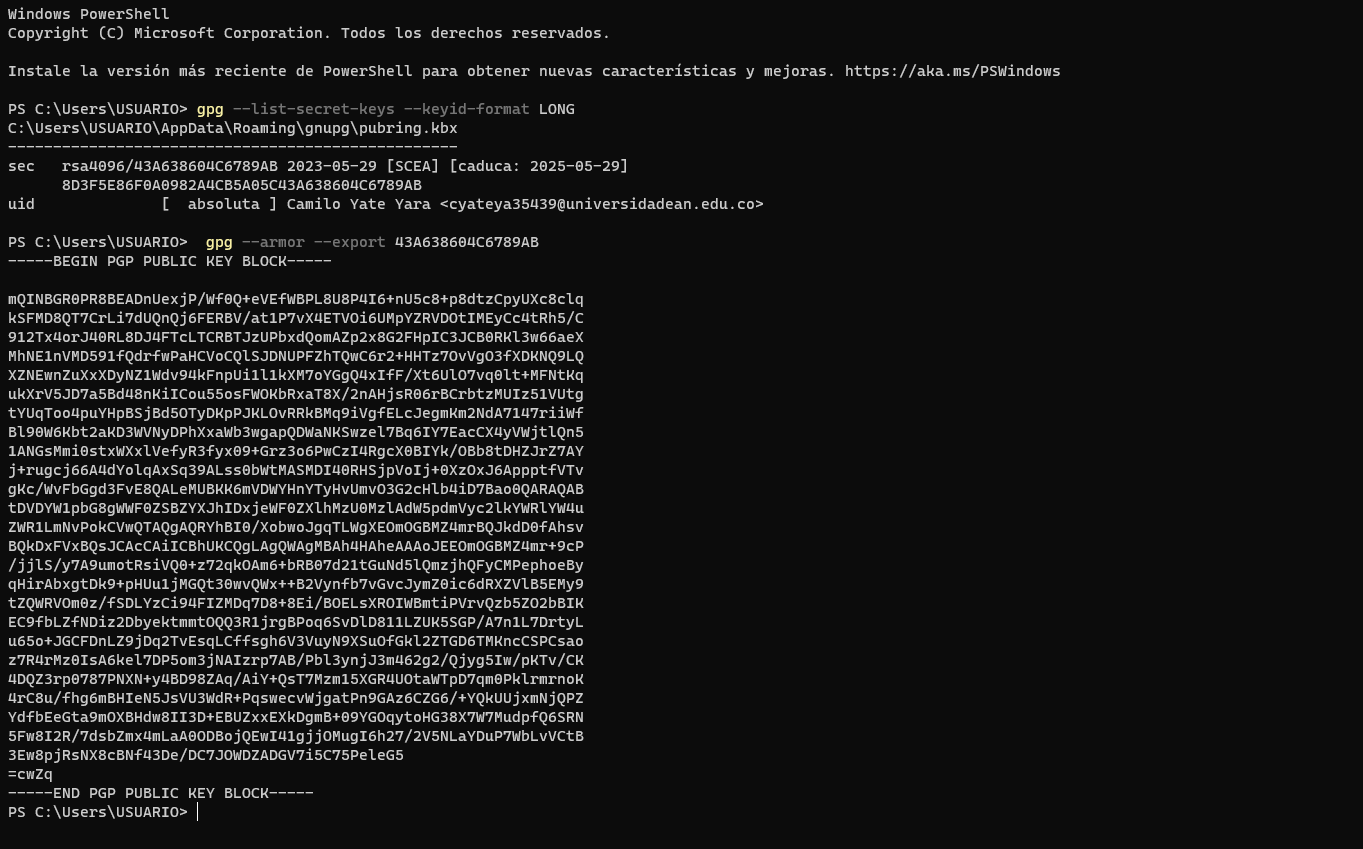 Windows PowerShell
Copyright (C) Microsoft Corporation. Todos los derechos reservados.
Instale la versión más reciente de PowerShell para obtener nuevas características y mejoras. https://aka.ms/PSWindows
PS C:\Users\USUARIO> gpg --list-secret-keys --keyid-format LONG
C:\Users\USUARIO\AppData\Roaming\gnupg\pubring.kbx
--------------------------------------------------
sec   rsa4096/43A638604C6789AB 2023-05-29 [SCEA] [caduca: 2025-05-29]
      8D3F5E86F0A0982A4CB5A05C43A638604C6789AB
uid              [  absoluta ] Camilo Yate Yara <cyateya35439@universidadean.edu.co>
PS C:\Users\USUARIO>  gpg --armor --export 43A638604C6789AB
-----BEGIN PGP PUBLIC KEY BLOCK-----
mQINBGR0PR8BEADnUexjP/Wf0Q+eVEfWBPL8U8P4I6+nU5c8+p8dtzCpyUXc8clq
kSFMD8QT7CrLi7dUQnQj6FERBV/at1P7vX4ETVOi6UMpYZRVDOtIMEyCc4tRh5/C
912Tx4orJ40RL8DJ4FTcLTCRBTJzUPbxdQomAZp2x8G2FHpIC3JCB0RKl3w66aeX
MhNE1nVMD591fQdrfwPaHCVoCQlSJDNUPFZhTQwC6r2+HHTz7OvVgO3fXDKNQ9LQ
XZNEwnZuXxXDyNZ1Wdv94kFnpUi1l1kXM7oYGgQ4xIfF/Xt6UlO7vq0lt+MFNtKq
ukXrV5JD7a5Bd48nKiICou55osFWOKbRxaT8X/2nAHjsR06rBCrbtzMUIz51VUtg
tYUqToo4puYHpBSjBd5OTyDKpPJKLOvRRkBMq9iVgfELcJegmKm2NdA7147riiWf
Bl90W6Kbt2aKD3WVNyDPhXxaWb3wgapQDWaNKSwzel7Bq6IY7EacCX4yVWjtlQn5
1ANGsMmi0stxWXxlVefyR3fyx09+Grz3o6PwCzI4RgcX0BIYk/OBb8tDHZJrZ7AY
j+rugcj66A4dYolqAxSq39ALss0bWtMASMDI40RHSjpVoIj+0XzOxJ6AppptfVTv
gKc/WvFbGgd3FvE8QALeMUBKK6mVDWYHnYTyHvUmvO3G2cHlb4iD7Bao0QARAQAB
tDVDYW1pbG8gWWF0ZSBZYXJhIDxjeWF0ZXlhMzU0MzlAdW5pdmVyc2lkYWRlYW4u
ZWR1LmNvPokCVwQTAQgAQRYhBI0/XobwoJgqTLWgXEOmOGBMZ4mrBQJkdD0fAhsv
BQkDxFVxBQsJCAcCAiICBhUKCQgLAgQWAgMBAh4HAheAAAoJEEOmOGBMZ4mr+9cP
/jjlS/y7A9umotRsiVQ0+z72qkOAm6+bRB07d21tGuNd5lQmzjhQFyCMPephoeBy
qHirAbxgtDk9+pHUu1jMGQt30wvQWx++B2Vynfb7vGvcJymZ0ic6dRXZVlB5EMy9
tZQWRVOm0z/fSDLYzCi94FIZMDq7D8+8Ei/BOELsXROIWBmtiPVrvQzb5ZO2bBIK
EC9fbLZfNDiz2DbyektmmtOQQ3R1jrgBPoq6SvDlD811LZUK5SGP/A7n1L7DrtyL
u65o+JGCFDnLZ9jDq2TvEsqLCffsgh6V3VuyN9XSuOfGkl2ZTGD6TMKncCSPCsao
z7R4rMz0IsA6kel7DP5om3jNAIzrp7AB/Pbl3ynjJ3m462g2/Qjyg5Iw/pKTv/CK
4DQZ3rp0787PNXN+y4BD98ZAq/AiY+QsT7Mzm15XGR4UOtaWTpD7qm0PklrmrnoK
4rC8u/fhg6mBHIeN5JsVU3WdR+PqswecvWjgatPn9GAz6CZG6/+YQkUUjxmNjQPZ
YdfbEeGta9mOXBHdw8II3D+EBUZxxEXkDgmB+09YGOqytoHG38X7W7MudpfQ6SRN
5Fw8I2R/7dsbZmx4mLaA0ODBojQEwI41gjjOMugI6h27/2V5NLaYDuP7WbLvVCtB
3Ew8pjRsNX8cBNf43De/DC7JOWDZADGV7i5C75PeleG5
=cwZq
-----END PGP PUBLIC KEY BLOCK-----
PS C:\Users\USUARIO>